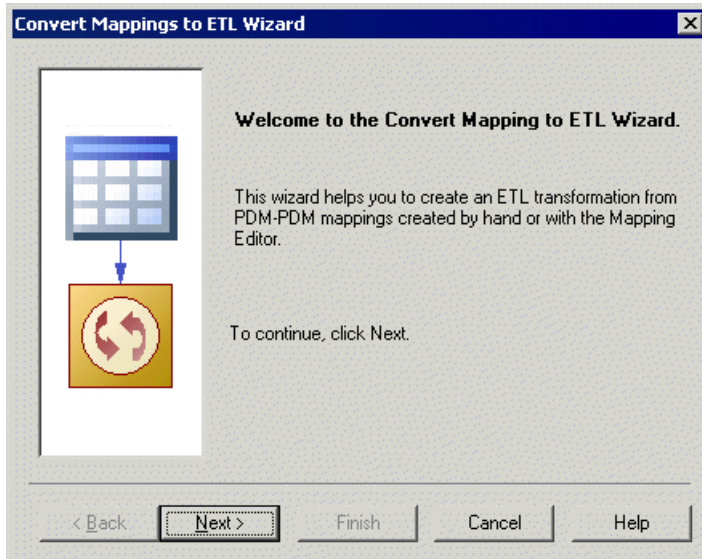 Convert Mappings to ETL Wizard
Welcome to the Convert Mapping to ETL Wizard.
This wizard helps you to create an ETL transformation from
PDM-PDM mappings created by hand or with the Mapping
Editor.
To continue, click Next.
< Back Next > Finish Cancel Help